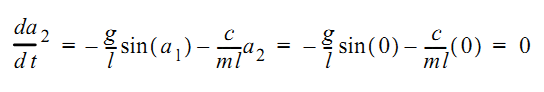 da₂/dt = −g/l sin(a₁) − c/ml a₂ = −g/l sin(0) − c/ml (0) = 0